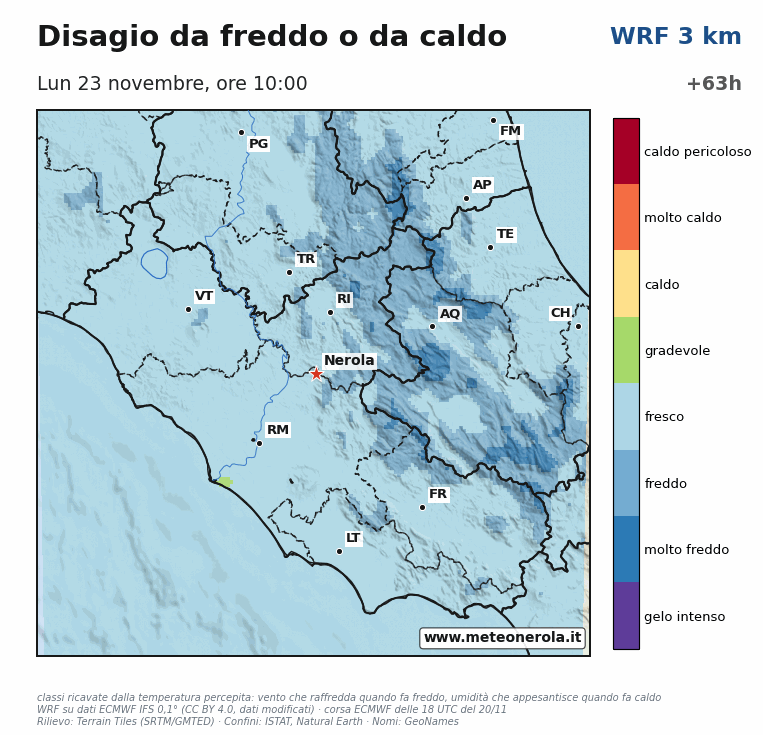 Disagio da freddo o da caldo
WRF 3 km
Lun 23 novembre, ore 10:00
+63h
FM
PG
caldo pericoloso
AP
molto caldo
TE
TR
caldo
VT
RI
AQ
CH
gradevole
Nerola
fresco
RM
freddo
FR
LT
molto freddo
gelo intenso
www.meteonerola.it
classi ricavate dalla temperatura percepita: vento che raffredda quando fa freddo, umidità che appesantisce quando fa caldo
WRF su dati ECMWF IFS 0,1° (CC BY 4.0, dati modificati) · corsa ECMWF delle 18 UTC del 20/11
Rilievo: Terrain Tiles (SRTM/GMTED) · Confini: ISTAT, Natural Earth · Nomi: GeoNames